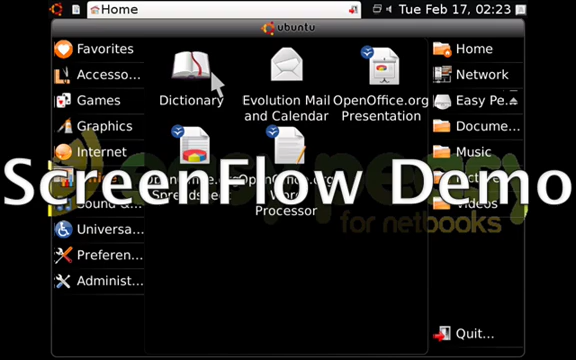 Home
Tue Feb 17, 02:23
ubuntu
Favorites
Accesso...
Games
Graphics
Internet
Universa...
Preferen...
Administ...
Dictionary
Evolution Mail
and Calendar
OpenOffice.org
Presentation
Processor
Home
Network
Easy Pe...
Docume...
Music
Videos
Quit...
ScreenFlow Demo
for netbooks